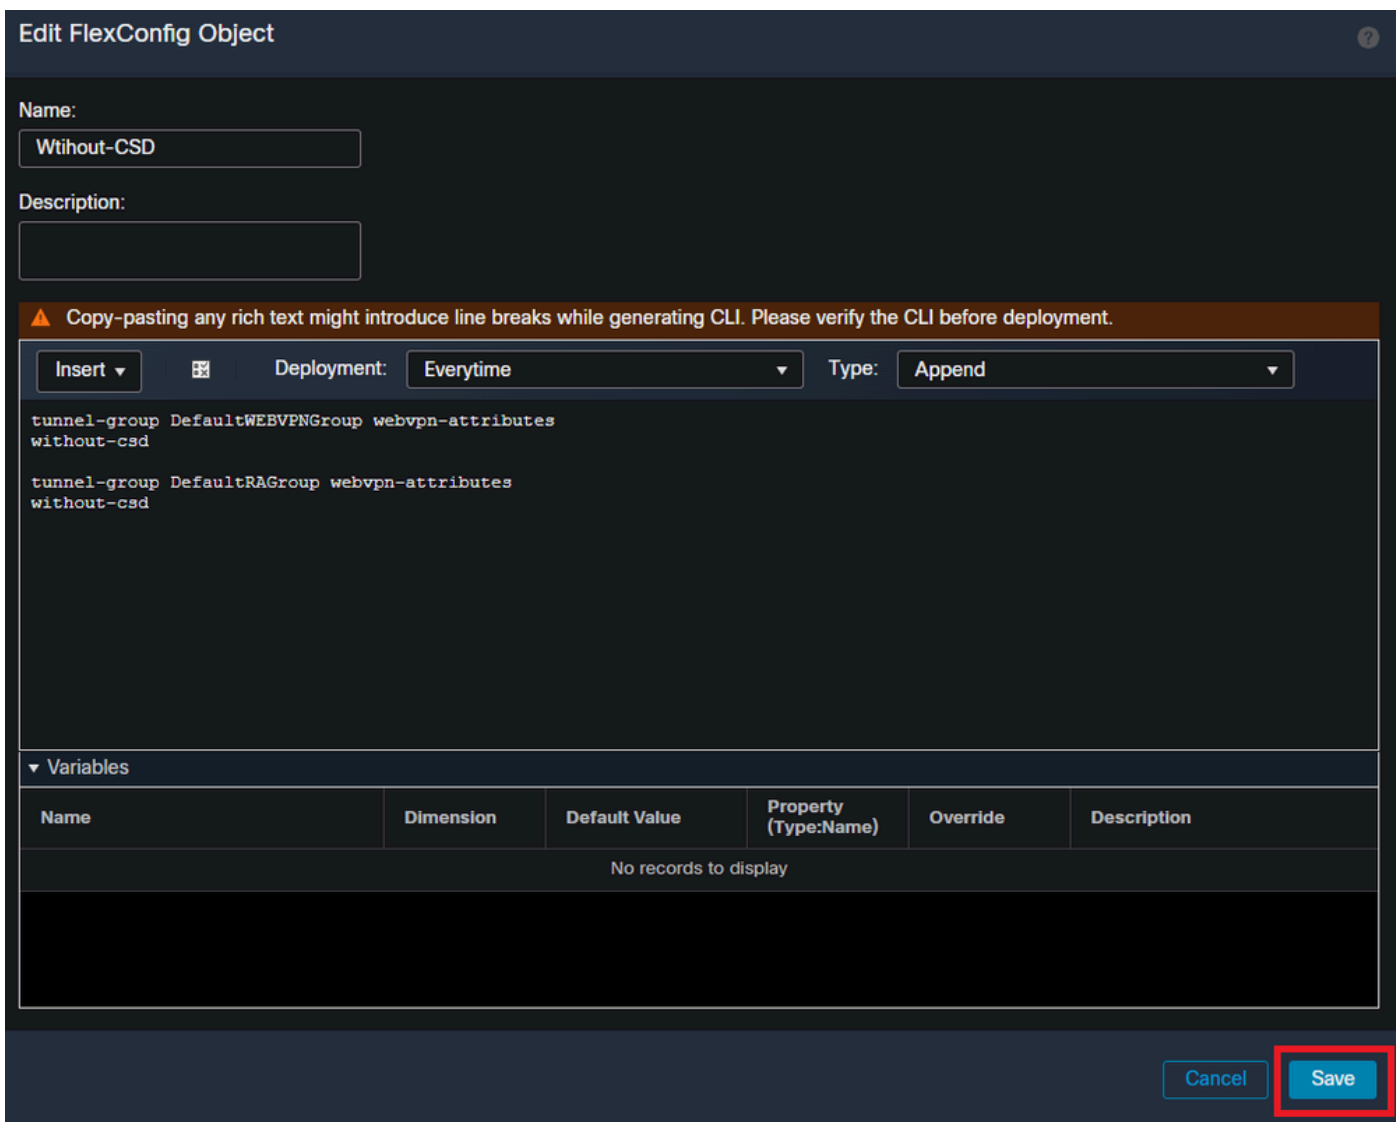 Edit FlexConfig Object
?
Name:
Wtihout-CSD
Description:
Copy-pasting any rich text might introduce line breaks while generating CLI. Please verify the CLI before deployment.
Insert Deployment: Everytime Type: Append
tunnel-group DefaultWEBVPNGroup webvpn-attributes
without-csd
tunnel-group DefaultRAGroup webvpn-attributes
without-csd
Variables
Name Dimension Default Value Property (Type:Name) Override Description
No records to display
Cancel Save